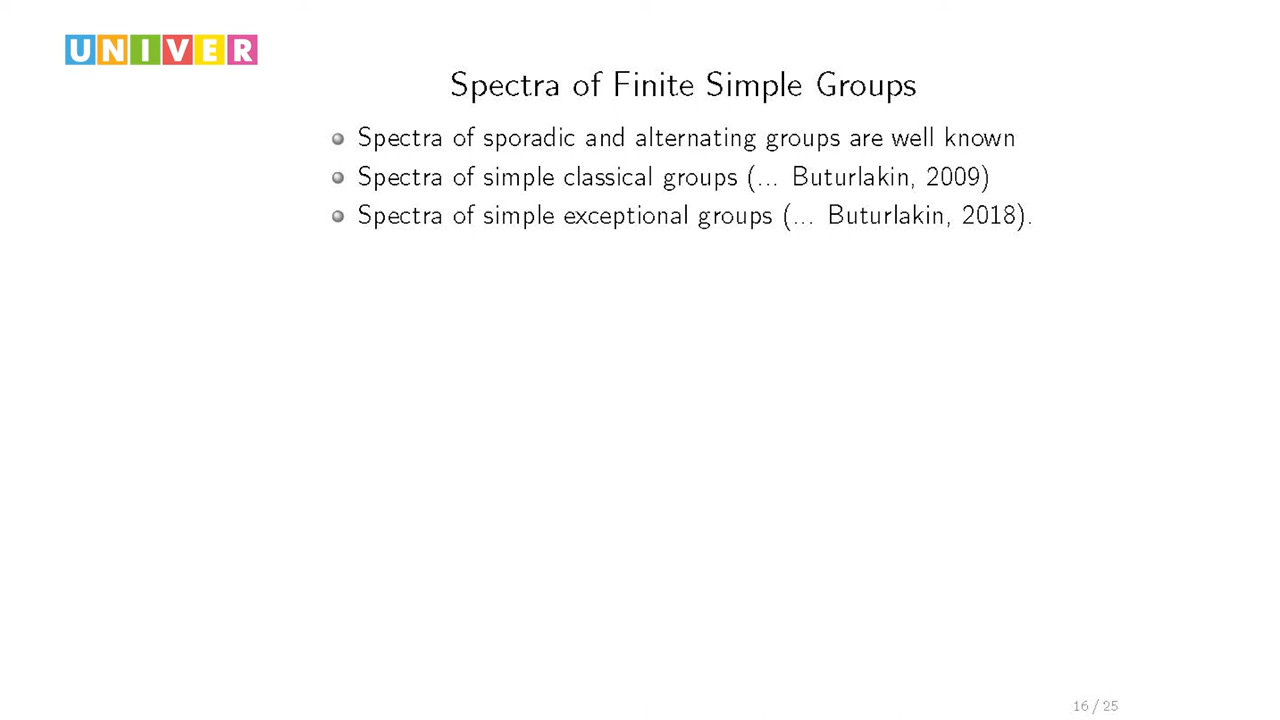 UNIVER
Spectra of Finite Simple Groups
Spectra of sporadic and alternating groups are well known
Spectra of simple classical groups (... Buturlakin, 2009)
Spectra of simple exceptional groups (... Buturlakin, 2018).
16 / 25